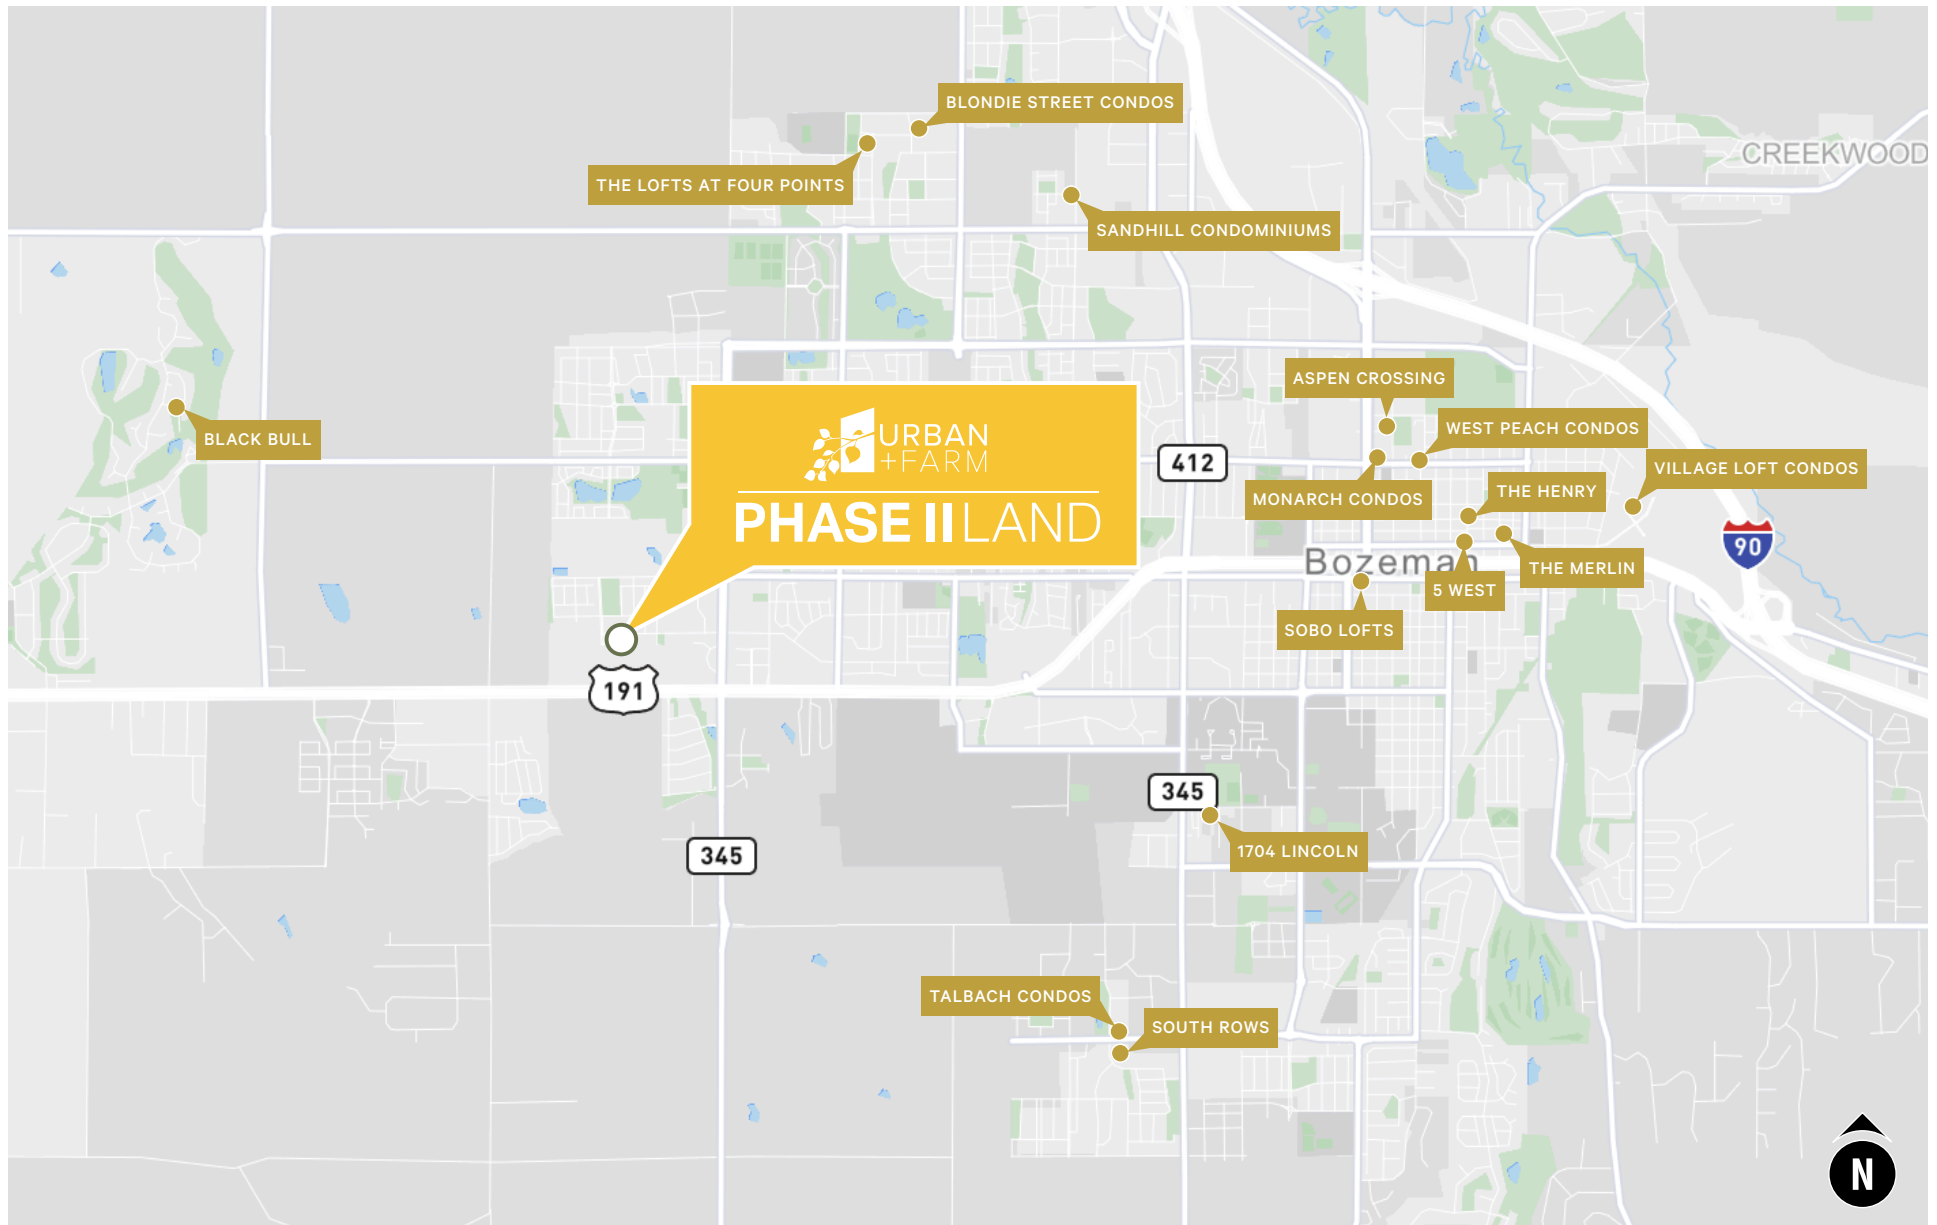 BLONDIE STREET CONDOS
CREEKWOOD
THE LOFTS AT FOUR POINTS
SANDHILL CONDOMINIUMS
ASPEN CROSSING
BLACK BULL
URBAN
+FARM
PHASE II LAND
412
WEST PEACH CONDOS
VILLAGE LOFT CONDOS
MONARCH CONDOS
THE HENRY
90
Bozeman
THE MERLIN
5 WEST
SOBO LOFTS
191
345
1704 LINCOLN
345
TALBACH CONDOS
SOUTH ROWS
N